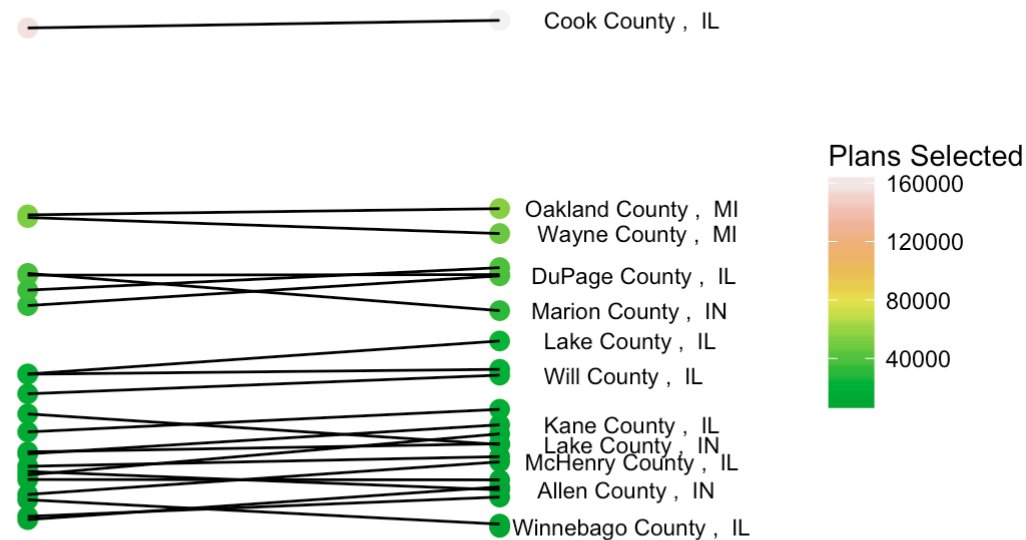 Cook County ,  IL
Plans Selected
160000
120000
80000
40000
Oakland County ,  MI
Wayne County ,  MI
DuPage County ,  IL
Marion County ,  IN
Lake County ,  IL
Will County ,  IL
Kane County ,  IL
Lake County ,  IN
McHenry County ,  IL
Allen County ,  IN
Winnebago County ,  IL